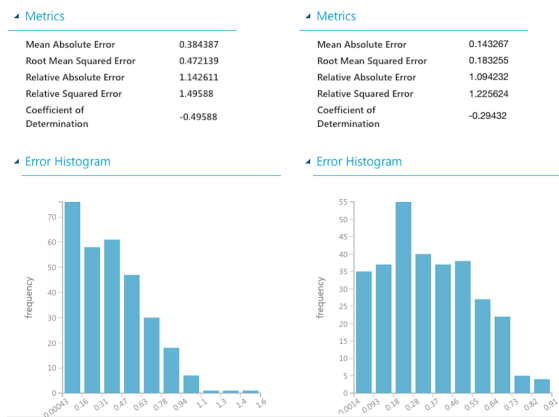 Metrics
Mean Absolute Error 0.384387
Root Mean Squared Error 0.472139
Relative Absolute Error 1.142611
Relative Squared Error 1.49588
Coefficient of
Determination -0.49588
Error Histogram
frequency
70
60
50
40
30
20
10
0
0.00043 0.16 0.31 0.47 0.63 0.78 0.94 1.1 1.3 1.4 1.6
Metrics
Mean Absolute Error 0.143267
Root Mean Squared Error 0.183255
Relative Absolute Error 1.094232
Relative Squared Error 1.225624
Coefficient of
Determination -0.29432
Error Histogram
frequency
55
50
45
40
35
30
25
20
15
10
5
0
0.0014 0.093 0.18 0.28 0.37 0.46 0.55 0.64 0.73 0.82 0.91